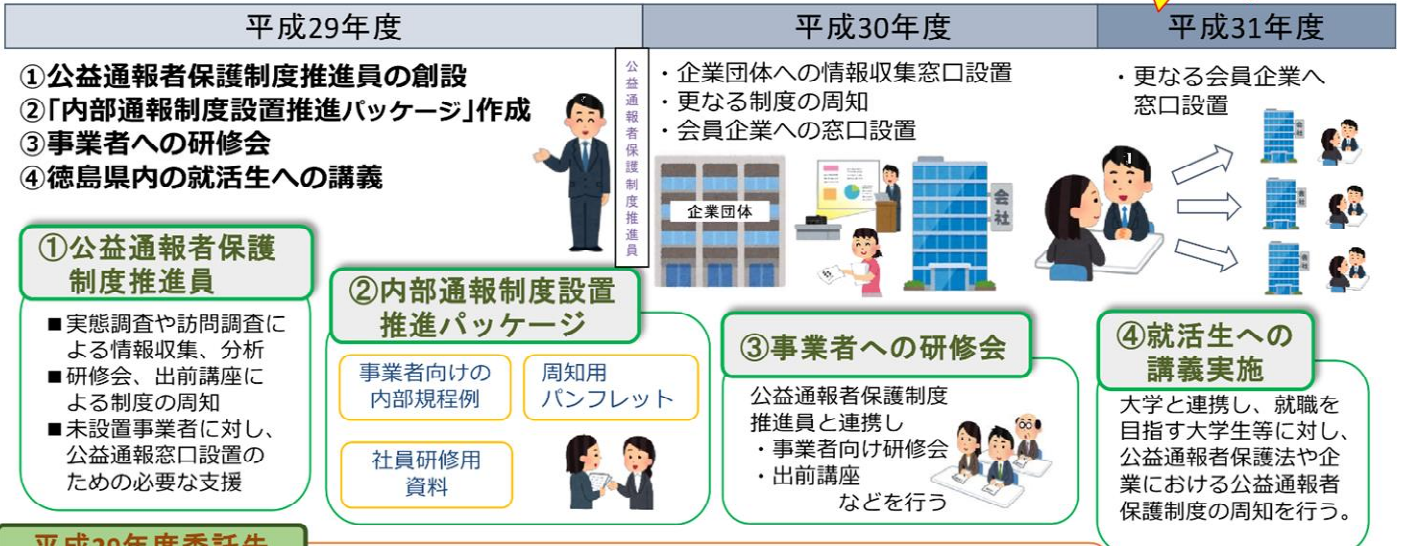 平成29年度
平成30年度
平成31年度
①公益通報者保護制度推進員の創設
②「内部通報制度設置推進パッケージ」作成
③事業者への研修会
④徳島県内の就活生への講義
公益通報者保護制度推進員
・企業団体への情報収集窓口設置
・更なる制度の周知
・会員企業への窓口設置
企業団体
会社
・更なる会員企業へ
窓口設置
会社
会社
会社
①公益通報者保護
制度推進員
■実態調査や訪問調査に
よる情報収集、分析
■研修会、出前講座に
よる制度の周知
■未設置事業者に対し、
公益通報窓口設置の
ための必要な支援
②内部通報制度設置
推進パッケージ
事業者向けの
内部規程例
周知用
パンフレット
社員研修用
資料
③事業者への研修会
公益通報者保護制度
推進員と連携し
・事業者向け研修会
・出前講座
などを行う
④就活生への
講義実施
大学と連携し、就職を
目指す大学生等に対し、
公益通報者保護法や企
業における公益通報者
保護制度の周知を行う。
平成29年度委託先